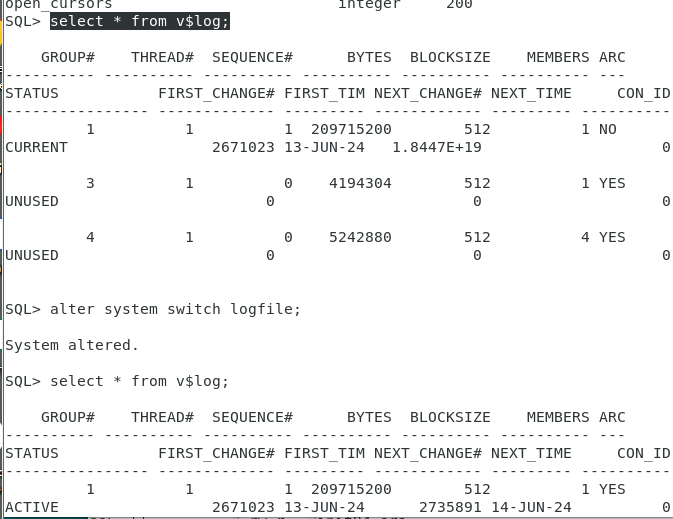 open_cursors                         integer     200
SQL> select * from v$log;
    GROUP#    THREAD#  SEQUENCE#      BYTES  BLOCKSIZE    MEMBERS ARC
---------- ---------- ---------- ---------- ---------- ---------- ---
STATUS           FIRST_CHANGE# FIRST_TIM NEXT_CHANGE# NEXT_TIME     CON_ID
---------------- ------------- --------- ------------ --------- ----------
         1          1          1  209715200        512          1 NO
CURRENT                2671023 13-JUN-24   1.8447E+19                    0
         3          1          0    4194304        512          1 YES
UNUSED                       0                      0                    0
         4          1          0    5242880        512          4 YES
UNUSED                       0                      0                    0
SQL> alter system switch logfile;
System altered.
SQL> select * from v$log;
    GROUP#    THREAD#  SEQUENCE#      BYTES  BLOCKSIZE    MEMBERS ARC
---------- ---------- ---------- ---------- ---------- ---------- ---
STATUS           FIRST_CHANGE# FIRST_TIM NEXT_CHANGE# NEXT_TIME     CON_ID
---------------- ------------- --------- ------------ --------- ----------
         1          1          1  209715200        512          1 YES
ACTIVE                 2671023 13-JUN-24      2735891 14-JUN-24          0